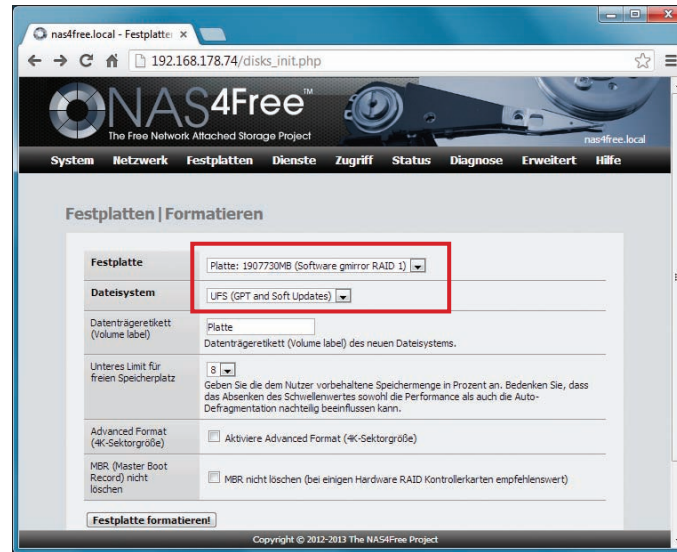 nas4free.local - Festplatte
192.168.178.74/disks_init.php
NAS4Free™
The Free Network Attached Storage Project
nas4free.local
System Netzwerk Festplatten Dienste Zugriff Status Diagnose Erweitert Hilfe
Festplatten|Formatieren
Festplatte
Platte: 1907730MB (Software gmirror RAID 1)
Dateisystem
UFS (GPT and Soft Updates)
Datenträgeretikett
(Volume label)
Platte
Datenträgeretikett (Volume label) des neuen Dateisystems.
Unteres Limit für
freien Speicherplatz
8
Geben Sie die dem Nutzer vorbehaltene Speichermenge in Prozent an. Bedenken Sie, dass
das Absenken des Schwellenwertes sowohl die Performance als auch die Auto-
Defragmentation nachteilig beeinflussen kann.
Advanced Format
(4K-Sektorgröße)
Aktiviere Advanced Format (4K-Sektorgröße)
MBR (Master Boot
Record) nicht
löschen
MBR nicht löschen (bei einigen Hardware RAID Kontrollerkarten empfehlenswert)
Festplatte formatieren!
Copyright © 2012-2013 The NAS4Free Project